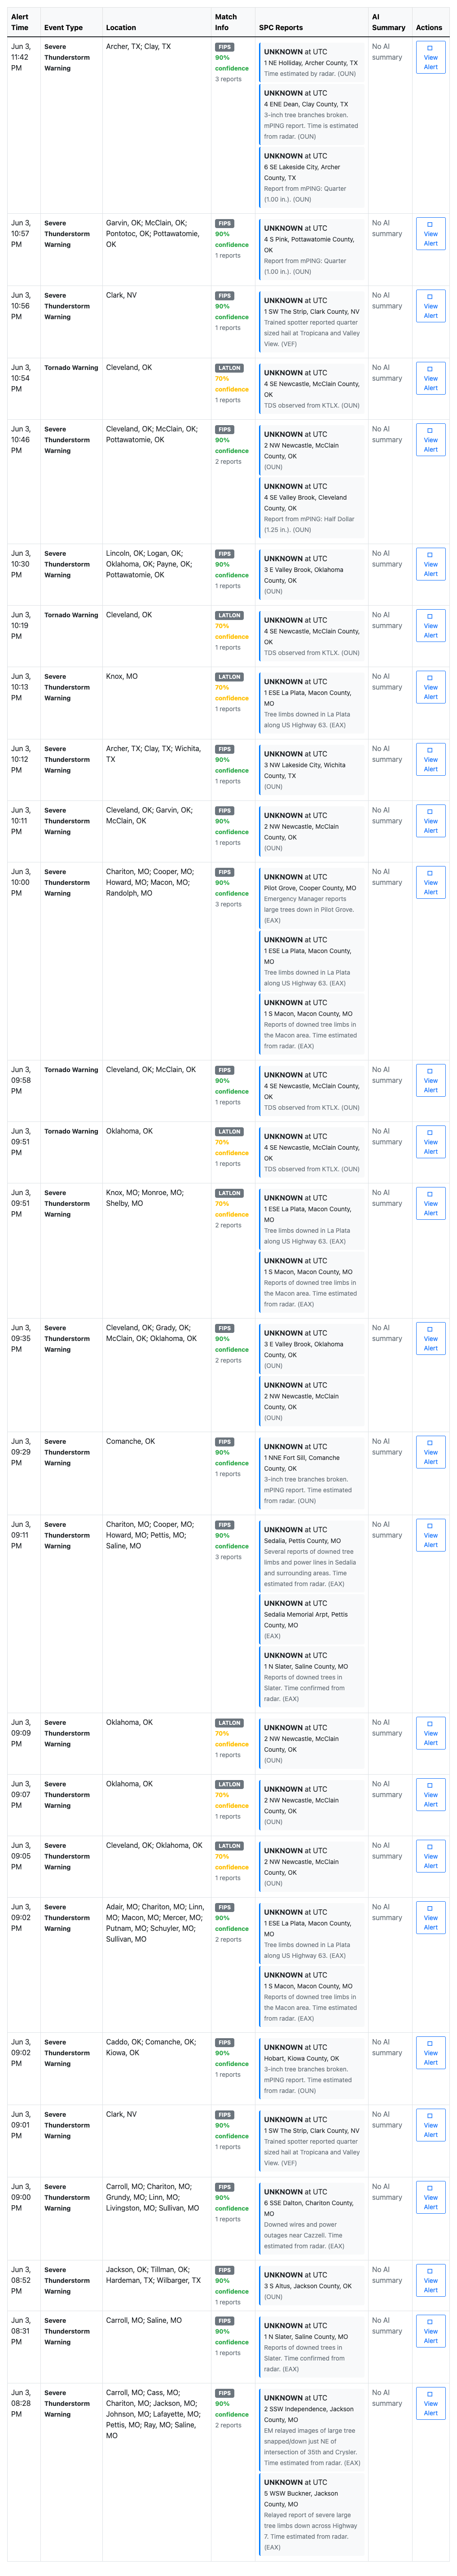 Alert Time	Event Type	Location	Match Info	SPC Reports	AI Summary	Actions
Jun 3, 11:42 PM
Severe Thunderstorm Warning
Archer, TX; Clay, TX
FIPS
90% confidence
3 reports
UNKNOWN at UTC
1 NE Holliday, Archer County, TX
Time estimated by radar. (OUN)
UNKNOWN at UTC
4 ENE Dean, Clay County, TX
3-inch tree branches broken.
mPING report. Time is estimated
from radar. (OUN)
UNKNOWN at UTC
6 SE Lakeside City, Archer
County, TX
Report from mPING: Quarter
(1.00 in.). (OUN)
No AI summary
View Alert
Jun 3, 10:57 PM
Severe Thunderstorm Warning
Garvin, OK; McClain, OK;
Pontotoc, OK; Pottawatomie,
OK
FIPS
90% confidence
1 reports
UNKNOWN at UTC
4 S Pink, Pottawatomie County,
OK
Report from mPING: Quarter
(1.00 in.). (OUN)
No AI summary
View Alert
Jun 3, 10:56 PM
Severe Thunderstorm Warning
Clark, NV
FIPS
90% confidence
1 reports
UNKNOWN at UTC
1 SW The Strip, Clark County, NV
Trained spotter reported quarter
sized hail at Tropicana and Valley
View. (VEF)
No AI summary
View Alert
Jun 3, 10:54 PM
Tornado Warning
Cleveland, OK
LATLON
70% confidence
1 reports
UNKNOWN at UTC
4 SE Newcastle, McClain County,
OK
TDS observed from KTLX. (OUN)
No AI summary
View Alert
Jun 3, 10:46 PM
Severe Thunderstorm Warning
Cleveland, OK; McClain, OK;
Pottawatomie, OK
FIPS
90% confidence
2 reports
UNKNOWN at UTC
2 NW Newcastle, McClain
County, OK
(OUN)
UNKNOWN at UTC
4 SE Valley Brook, Cleveland
County, OK
Report from mPING: Half Dollar
(1.25 in.). (OUN)
No AI summary
View Alert
Jun 3, 10:30 PM
Severe Thunderstorm Warning
Lincoln, OK; Logan, OK;
Oklahoma, OK; Payne, OK;
Pottawatomie, OK
FIPS
90% confidence
1 reports
UNKNOWN at UTC
3 E Valley Brook, Oklahoma
County, OK
(OUN)
No AI summary
View Alert
Jun 3, 10:19 PM
Tornado Warning
Cleveland, OK
LATLON
70% confidence
1 reports
UNKNOWN at UTC
4 SE Newcastle, McClain County,
OK
TDS observed from KTLX. (OUN)
No AI summary
View Alert
Jun 3, 10:13 PM
Severe Thunderstorm Warning
Knox, MO
LATLON
70% confidence
1 reports
UNKNOWN at UTC
1 ESE La Plata, Macon County,
MO
Tree limbs downed in La Plata
along US Highway 63. (EAX)
No AI summary
View Alert
Jun 3, 10:12 PM
Severe Thunderstorm Warning
Archer, TX; Clay, TX; Wichita,
TX
FIPS
90% confidence
1 reports
UNKNOWN at UTC
3 NW Lakeside City, Wichita
County, TX
(OUN)
No AI summary
View Alert
Jun 3, 10:11 PM
Severe Thunderstorm Warning
Cleveland, OK; Garvin, OK;
McClain, OK
FIPS
90% confidence
1 reports
UNKNOWN at UTC
2 NW Newcastle, McClain
County, OK
(OUN)
No AI summary
View Alert
Jun 3, 10:00 PM
Severe Thunderstorm Warning
Chariton, MO; Cooper, MO;
Howard, MO; Macon, MO;
Randolph, MO
FIPS
90% confidence
3 reports
UNKNOWN at UTC
Pilot Grove, Cooper County, MO
Emergency Manager reports
large trees down in Pilot Grove.
(EAX)
UNKNOWN at UTC
1 ESE La Plata, Macon County,
MO
Tree limbs downed in La Plata
along US Highway 63. (EAX)
UNKNOWN at UTC
1 S Macon, Macon County, MO
Reports of downed tree limbs in
the Macon area. Time estimated
from radar. (EAX)
No AI summary
View Alert
Jun 3, 09:58 PM
Tornado Warning
Cleveland, OK; McClain, OK
FIPS
90% confidence
1 reports
UNKNOWN at UTC
4 SE Newcastle, McClain County,
OK
TDS observed from KTLX. (OUN)
No AI summary
View Alert
Jun 3, 09:51 PM
Tornado Warning
Oklahoma, OK
LATLON
70% confidence
1 reports
UNKNOWN at UTC
4 SE Newcastle, McClain County,
OK
TDS observed from KTLX. (OUN)
No AI summary
View Alert
Jun 3, 09:51 PM
Severe Thunderstorm Warning
Knox, MO; Monroe, MO;
Shelby, MO
LATLON
70% confidence
2 reports
UNKNOWN at UTC
1 ESE La Plata, Macon County,
MO
Tree limbs downed in La Plata
along US Highway 63. (EAX)
UNKNOWN at UTC
1 S Macon, Macon County, MO
Reports of downed tree limbs in
the Macon area. Time estimated
from radar. (EAX)
No AI summary
View Alert
Jun 3, 09:35 PM
Severe Thunderstorm Warning
Cleveland, OK; Grady, OK;
McClain, OK; Oklahoma, OK
FIPS
90% confidence
2 reports
UNKNOWN at UTC
3 E Valley Brook, Oklahoma
County, OK
(OUN)
UNKNOWN at UTC
2 NW Newcastle, McClain
County, OK
(OUN)
No AI summary
View Alert
Jun 3, 09:29 PM
Severe Thunderstorm Warning
Comanche, OK
FIPS
90% confidence
1 reports
UNKNOWN at UTC
1 NNE Fort Sill, Comanche
County, OK
3-inch tree branches broken.
mPING report. Time estimated
from radar. (OUN)
No AI summary
View Alert
Jun 3, 09:11 PM
Severe Thunderstorm Warning
Chariton, MO; Cooper, MO;
Howard, MO; Pettis, MO;
Saline, MO
FIPS
90% confidence
3 reports
UNKNOWN at UTC
Sedalia, Pettis County, MO
Several reports of downed tree
limbs and power lines in Sedalia
and surrounding areas. Time
estimated from radar. (EAX)
UNKNOWN at UTC
Sedalia Memorial Arpt, Pettis
County, MO
(EAX)
UNKNOWN at UTC
1 N Slater, Saline County, MO
Reports of downed trees in
Slater. Time confirmed from
radar. (EAX)
No AI summary
View Alert
Jun 3, 09:09 PM
Severe Thunderstorm Warning
Oklahoma, OK
LATLON
70% confidence
1 reports
UNKNOWN at UTC
2 NW Newcastle, McClain
County, OK
(OUN)
No AI summary
View Alert
Jun 3, 09:07 PM
Severe Thunderstorm Warning
Oklahoma, OK
LATLON
70% confidence
1 reports
UNKNOWN at UTC
2 NW Newcastle, McClain
County, OK
(OUN)
No AI summary
View Alert
Jun 3, 09:05 PM
Severe Thunderstorm Warning
Cleveland, OK; Oklahoma, OK
LATLON
70% confidence
1 reports
UNKNOWN at UTC
2 NW Newcastle, McClain
County, OK
(OUN)
No AI summary
View Alert
Jun 3, 09:02 PM
Severe Thunderstorm Warning
Adair, MO; Chariton, MO; Linn,
MO; Macon, MO; Mercer, MO;
Putnam, MO; Schuyler, MO;
Sullivan, MO
FIPS
90% confidence
2 reports
UNKNOWN at UTC
1 ESE La Plata, Macon County,
MO
Tree limbs downed in La Plata
along US Highway 63. (EAX)
UNKNOWN at UTC
1 S Macon, Macon County, MO
Reports of downed tree limbs in
the Macon area. Time estimated
from radar. (EAX)
No AI summary
View Alert
Jun 3, 09:02 PM
Severe Thunderstorm Warning
Caddo, OK; Comanche, OK;
Kiowa, OK
FIPS
90% confidence
1 reports
UNKNOWN at UTC
Hobart, Kiowa County, OK
3-inch tree branches broken.
mPING report. Time estimated
from radar. (OUN)
No AI summary
View Alert
Jun 3, 09:01 PM
Severe Thunderstorm Warning
Clark, NV
FIPS
90% confidence
1 reports
UNKNOWN at UTC
1 SW The Strip, Clark County, NV
Trained spotter reported quarter
sized hail at Tropicana and Valley
View. (VEF)
No AI summary
View Alert
Jun 3, 09:00 PM
Severe Thunderstorm Warning
Carroll, MO; Chariton, MO;
Grundy, MO; Linn, MO;
Livingston, MO; Sullivan, MO
FIPS
90% confidence
1 reports
UNKNOWN at UTC
6 SSE Dalton, Chariton County,
MO
Downed wires and power
outages near Cazzell. Time
estimated from radar. (EAX)
No AI summary
View Alert
Jun 3, 08:52 PM
Severe Thunderstorm Warning
Jackson, OK; Tillman, OK;
Hardeman, TX; Wilbarger, TX
FIPS
90% confidence
1 reports
UNKNOWN at UTC
3 S Altus, Jackson County, OK
(OUN)
No AI summary
View Alert
Jun 3, 08:31 PM
Severe Thunderstorm Warning
Carroll, MO; Saline, MO
FIPS
90% confidence
1 reports
UNKNOWN at UTC
1 N Slater, Saline County, MO
Reports of downed trees in
Slater. Time confirmed from
radar. (EAX)
No AI summary
View Alert
Jun 3, 08:28 PM
Severe Thunderstorm Warning
Carroll, MO; Cass, MO;
Chariton, MO; Jackson, MO;
Johnson, MO; Lafayette, MO;
Pettis, MO; Ray, MO; Saline,
MO
FIPS
90% confidence
2 reports
UNKNOWN at UTC
2 SSW Independence, Jackson
County, MO
EM relayed images of large tree
snapped/down just NE of
intersection of 35th and Crysler.
Time estimated from radar. (EAX)
UNKNOWN at UTC
5 WSW Buckner, Jackson
County, MO
Relayed report of severe large
tree limbs down across Highway
7. Time estimated from radar.
(EAX)
No AI summary
View Alert